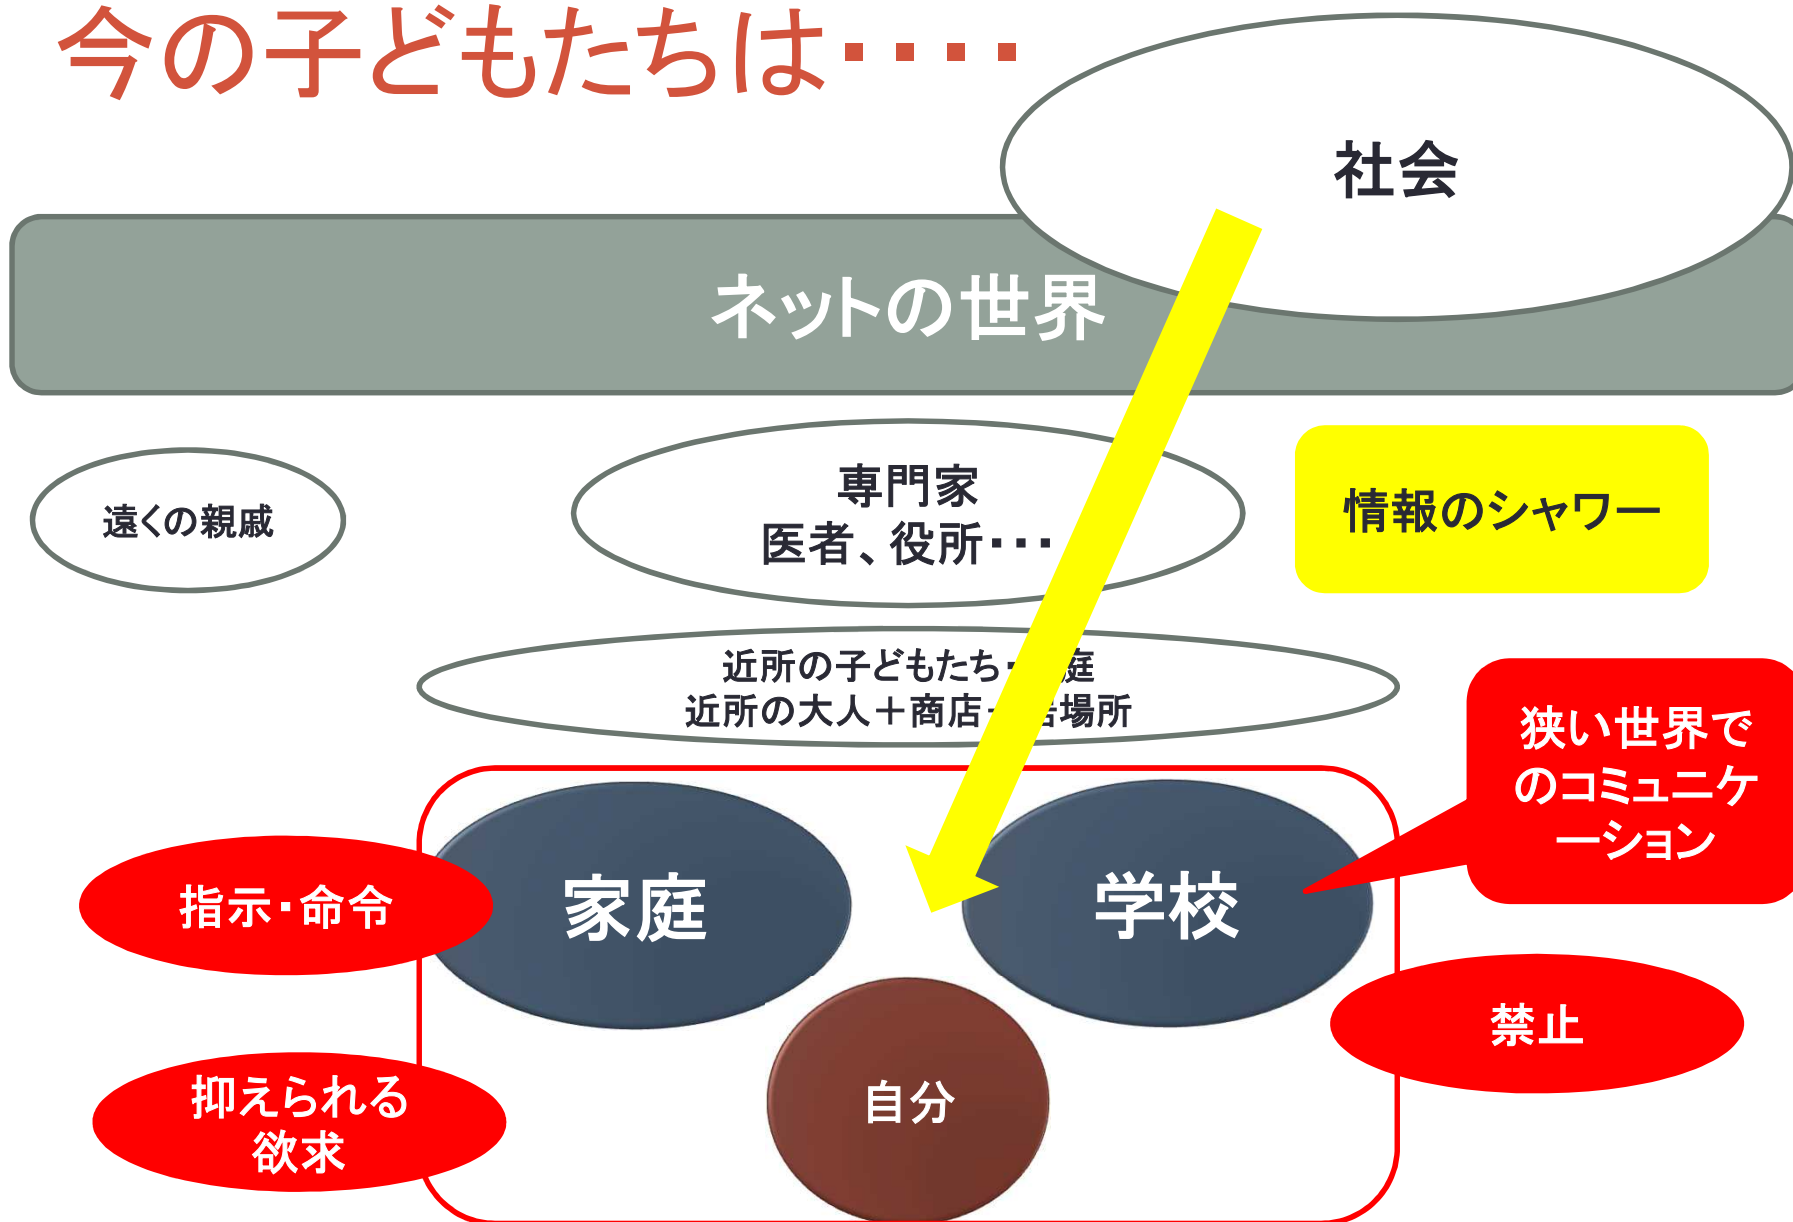 今の子どもたちは・・・・
社会
ネットの世界
遠くの親戚
専門家
医者、役所・・・
情報のシャワー
近所の子どもたち・庭
近所の大人＋商店 居場所
狭い世界で
のコミュニケ
ーション
指示・命令
家庭
学校
禁止
抑えられる
欲求
自分